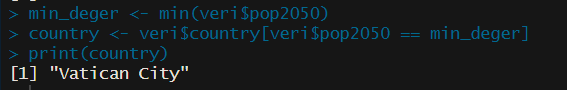 > min_deger <- min(veri$pop2050)
> country <- veri$country[veri$pop2050 == min_deger]
> print(country)
[1] "Vatican City"